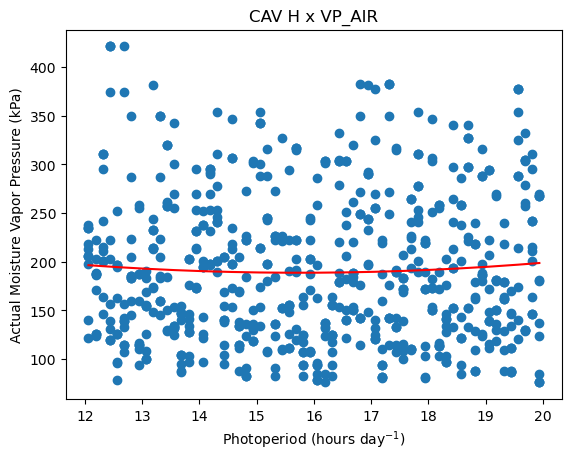 CAV H x VP_AIR
Actual Moisture Vapor Pressure (kPa)
400
350
300
250
200
150
100
12 13 14 15 16 17 18 19 20
Photoperiod (hours day⁻¹)